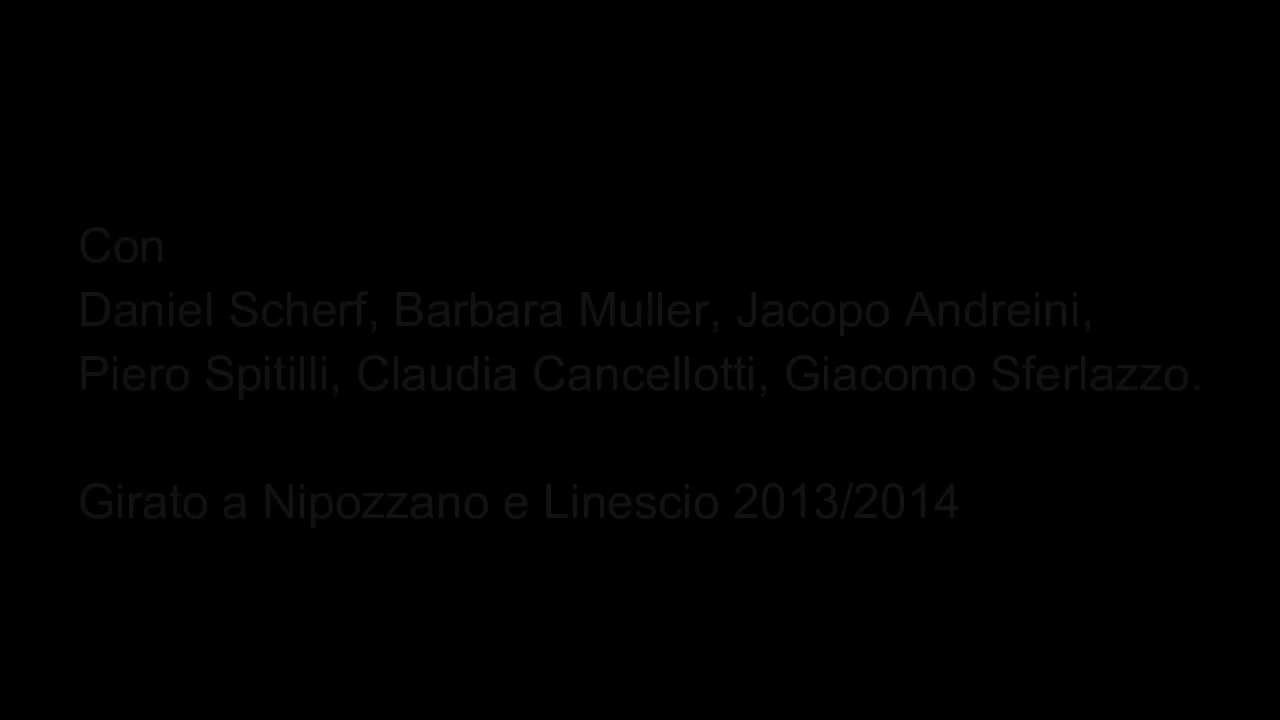 Con
Daniel Scherf, Barbara Muller, Jacopo Andreini,
Piero Spitilli, Claudia Cancellotti, Giacomo Sferlazzo.
Girato a Nipozzano e Linescio 2013/2014